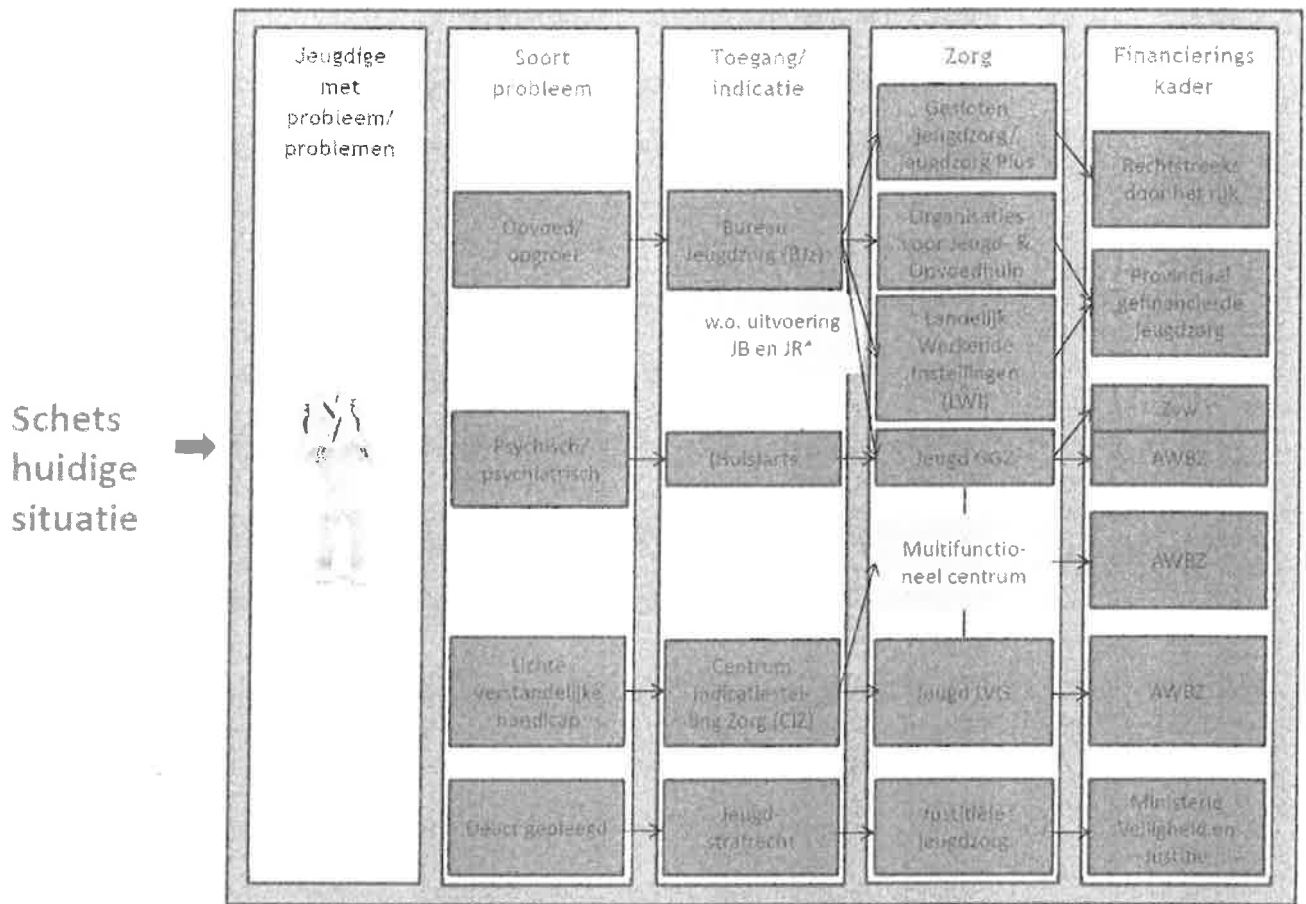 Schets
huidige
situatie
Jeugdige
met
probleem/
problemen
Soort
probleem
Opvoed/
opgroei
Psychisch/
psychiatrisch
Lichte
verstandelijke
handicap
Delict gepleegd
Toegang/
indicatie
Bureau
Jeugdzorg (BJz)
w.o. uitvoering
JB en JR*
(Huis)arts
Centrum
Indicatiestel-
ling Zorg (CIZ)
Jeugd-
strafrecht
Zorg
Gesloten
Jeugdzorg/
Jeugdzorg Plus
Organisaties
voor Jeugd- &
Opvoedhulp
Landelijk
Werkende
Instellingen
(LWI)
Jeugd GGZ
Multifunctio-
neel centrum
Jeugd LVG
Justitiële
Jeugdzorg
Financierings
kader
Rechtstreeks
door het rijk
Provinciaal
gefinancierde
Jeugdzorg
Zvw
AWBZ
AWBZ
AWBZ
Ministerie
Veiligheid en
Justitie